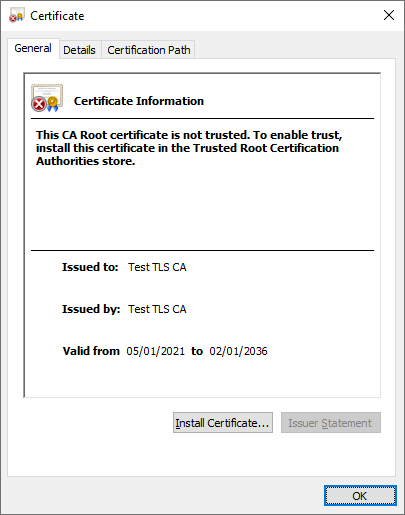 Certificate
General Details Certification Path
Certificate Information
This CA Root certificate is not trusted. To enable trust,
install this certificate in the Trusted Root Certification
Authorities store.
Issued to: Test TLS CA
Issued by: Test TLS CA
Valid from 05/01/2021 to 02/01/2036
Install Certificate... Issuer Statement
OK